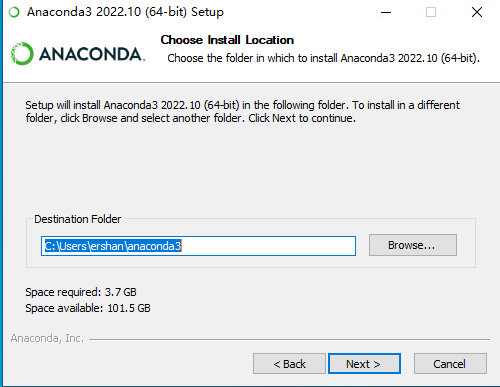 Anaconda3 2022.10 (64-bit) Setup
ANACONDA.
Choose Install Location
Choose the folder in which to install Anaconda3 2022.10 (64-bit).
Setup will install Anaconda3 2022.10 (64-bit) in the following folder. To install in a different
folder, click Browse and select another folder. Click Next to continue.
Destination Folder
C:\Users\ershan\anaconda3
Browse...
Space required: 3.7 GB
Space available: 101.5 GB
Anaconda, Inc.
< Back
Next >
Cancel